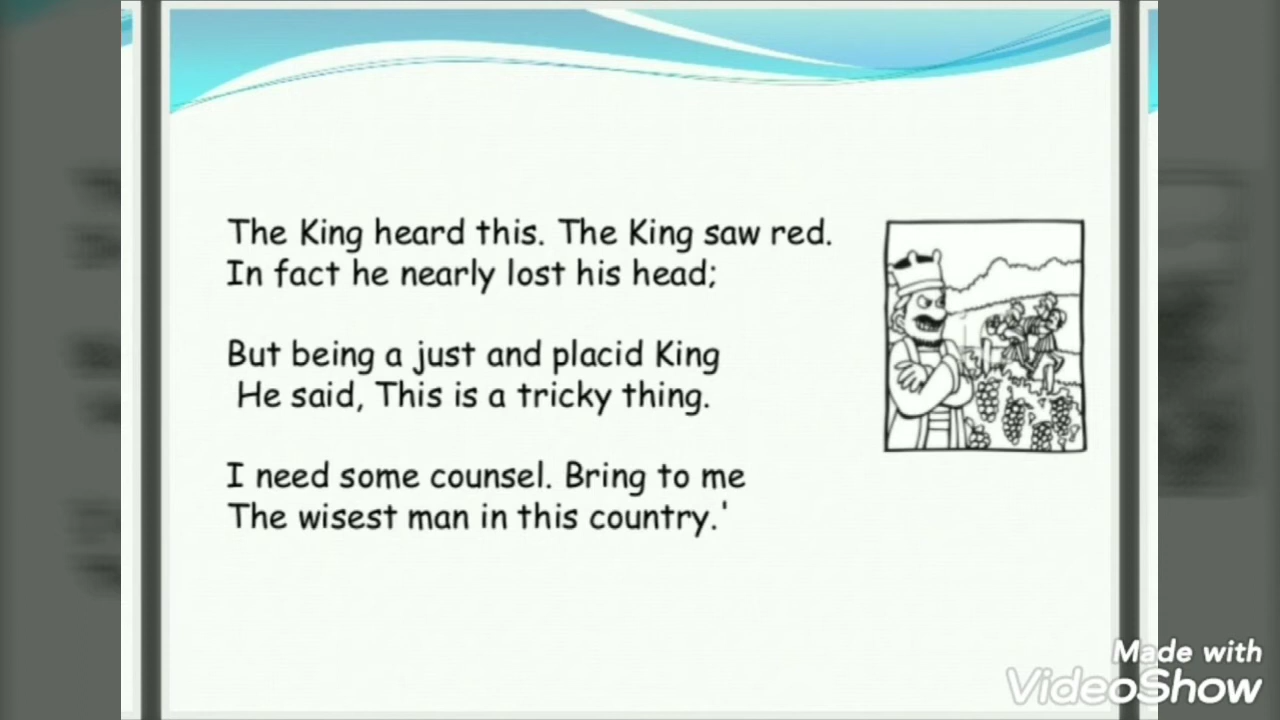 The King heard this. The King saw red.
In fact he nearly lost his head;
But being a just and placid King
He said, This is a tricky thing.
I need some counsel. Bring to me
The wisest man in this country.'
Made with
VideoShow